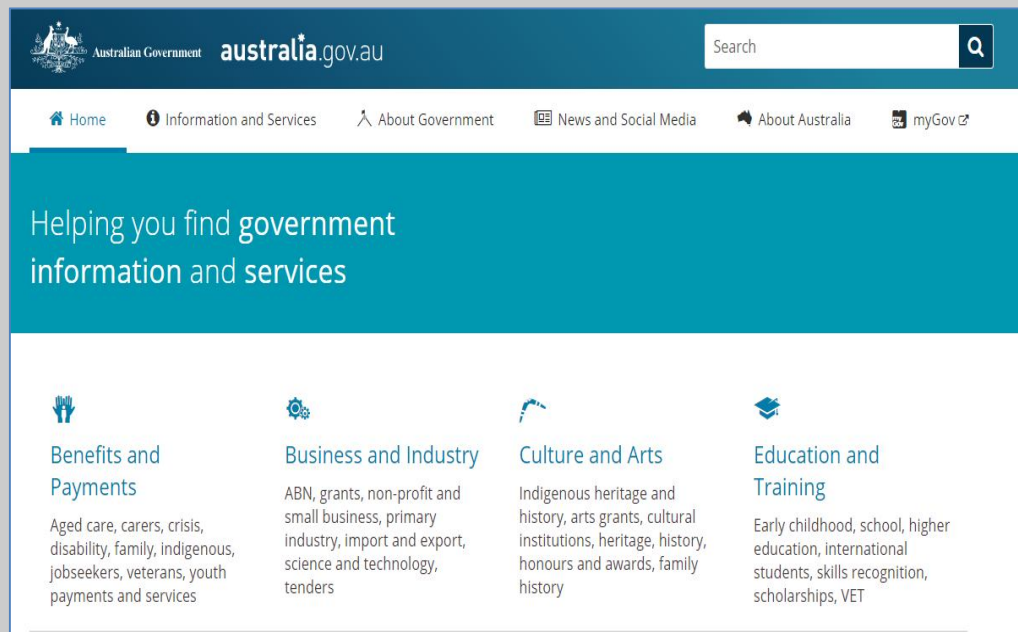 Australian Government australia.gov.au
Search
Home Information and Services About Government News and Social Media About Australia myGov
Helping you find government
information and services
Benefits and
Payments
Aged care, carers, crisis,
disability, family, indigenous,
jobseekers, veterans, youth
payments and services
Business and Industry
ABN, grants, non-profit and
small business, primary
industry, import and export,
science and technology,
tenders
Culture and Arts
Indigenous heritage and
history, arts grants, cultural
institutions, heritage, history,
honours and awards, family
history
Education and
Training
Early childhood, school, higher
education, international
students, skills recognition,
scholarships, VET